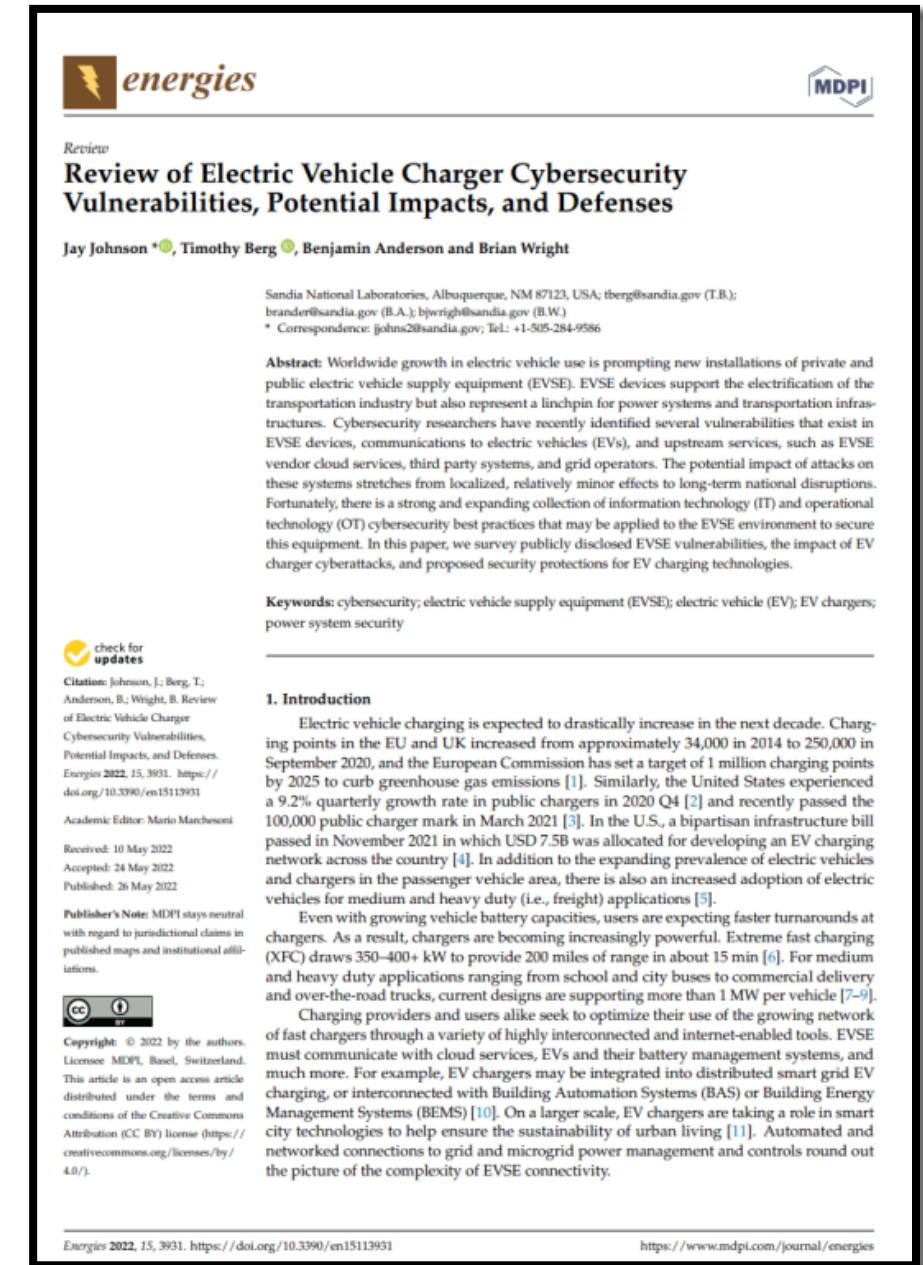 energies
MDPI
Review
Review of Electric Vehicle Charger Cybersecurity
Vulnerabilities, Potential Impacts, and Defenses
Jay Johnson *, Timothy Berg, Benjamin Anderson and Brian Wright
Sandia National Laboratories, Albuquerque, NM 87123, USA; tberg@sandia.gov (T.B.);
brander@sandia.gov (B.A.); bjwrigh@sandia.gov (B.W.)
* Correspondence: jjohns2@sandia.gov; Tel.: +1-505-284-9586
Abstract: Worldwide growth in electric vehicle use is prompting new installations of private and
public electric vehicle supply equipment (EVSE). EVSE devices support the electrification of the
transportation industry but also represent a linchpin for power systems and transportation infras-
tructures. Cybersecurity researchers have recently identified several vulnerabilities that exist in
EVSE devices, communications to electric vehicles (EVs), and upstream services, such as EVSE
vendor cloud services, third party systems, and grid operators. The potential impact of attacks on
these systems stretches from localized, relatively minor effects to long-term national disruptions.
Fortunately, there is a strong and expanding collection of information technology (IT) and operational
technology (OT) cybersecurity best practices that may be applied to the EVSE environment to secure
this equipment. In this paper, we survey publicly disclosed EVSE vulnerabilities, the impact of EV
charger cyberattacks, and proposed security protections for EV charging technologies.
Keywords: cybersecurity; electric vehicle supply equipment (EVSE); electric vehicle (EV); EV chargers;
power system security
check for
updates
Citation: Johnson, J.; Berg, T.;
Anderson, B.; Wright, B. Review
of Electric Vehicle Charger
Cybersecurity Vulnerabilities,
Potential Impacts, and Defenses.
Energies 2022, 15, 3931. https://
doi.org/10.3390/en15113931
Academic Editor: Mario Marchesoni
Received: 10 May 2022
Accepted: 24 May 2022
Published: 26 May 2022
Publisher's Note: MDPI stays neutral
with regard to jurisdictional claims in
published maps and institutional affil-
iations.
CC BY
Copyright: © 2022 by the authors.
Licensee MDPI, Basel, Switzerland.
This article is an open access article
distributed under the terms and
conditions of the Creative Commons
Attribution (CC BY) license (https://
creativecommons.org/licenses/by/
4.0/).
1. Introduction
Electric vehicle charging is expected to drastically increase in the next decade. Charg-
ing points in the EU and UK increased from approximately 34,000 in 2014 to 250,000 in
September 2020, and the European Commission has set a target of 1 million charging points
by 2025 to curb greenhouse gas emissions [1]. Similarly, the United States experienced
a 9.2% quarterly growth rate in public chargers in 2020 Q4 [2] and recently passed the
100,000 public charger mark in March 2021 [3]. In the U.S., a bipartisan infrastructure bill
passed in November 2021 in which USD 7.5B was allocated for developing an EV charging
network across the country [4]. In addition to the expanding prevalence of electric vehicles
and chargers in the passenger vehicle area, there is also an increased adoption of electric
vehicles for medium and heavy duty (i.e., freight) applications [5].
Even with growing vehicle battery capacities, users are expecting faster turnarounds at
chargers. As a result, chargers are becoming increasingly powerful. Extreme fast charging
(XFC) draws 350–400+ kW to provide 200 miles of range in about 15 min [6]. For medium
and heavy duty applications ranging from school and city buses to commercial delivery
and over-the-road trucks, current designs are supporting more than 1 MW per vehicle [7–9].
Charging providers and users alike seek to optimize their use of the growing network
of fast chargers through a variety of highly interconnected and internet-enabled tools. EVSE
must communicate with cloud services, EVs and their battery management systems, and
much more. For example, EV chargers may be integrated into distributed smart grid EV
charging, or interconnected with Building Automation Systems (BAS) or Building Energy
Management Systems (BEMS) [10]. On a larger scale, EV chargers are taking a role in smart
city technologies to help ensure the sustainability of urban living [11]. Automated and
networked connections to grid and microgrid power management and controls round out
the picture of the complexity of EVSE connectivity.
Energies 2022, 15, 3931. https://doi.org/10.3390/en15113931
https://www.mdpi.com/journal/energies